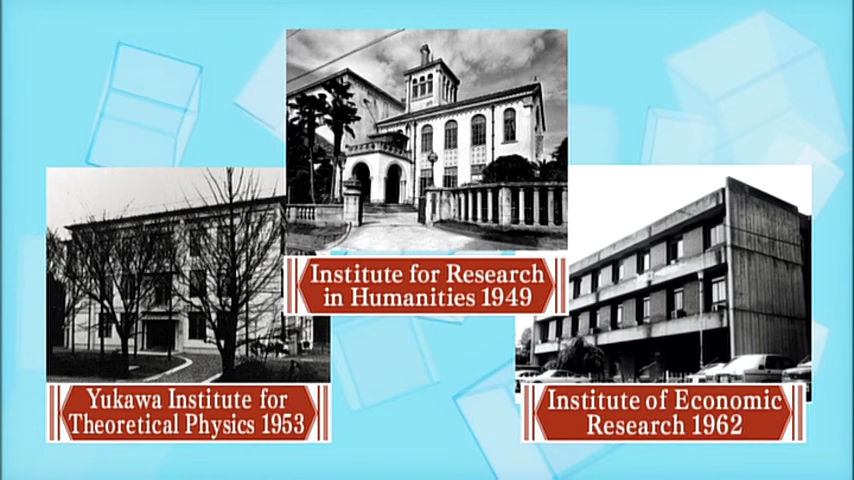 Institute for Research
in Humanities 1949
Yukawa Institute for
Theoretical Physics 1953
Institute of Economic
Research 1962